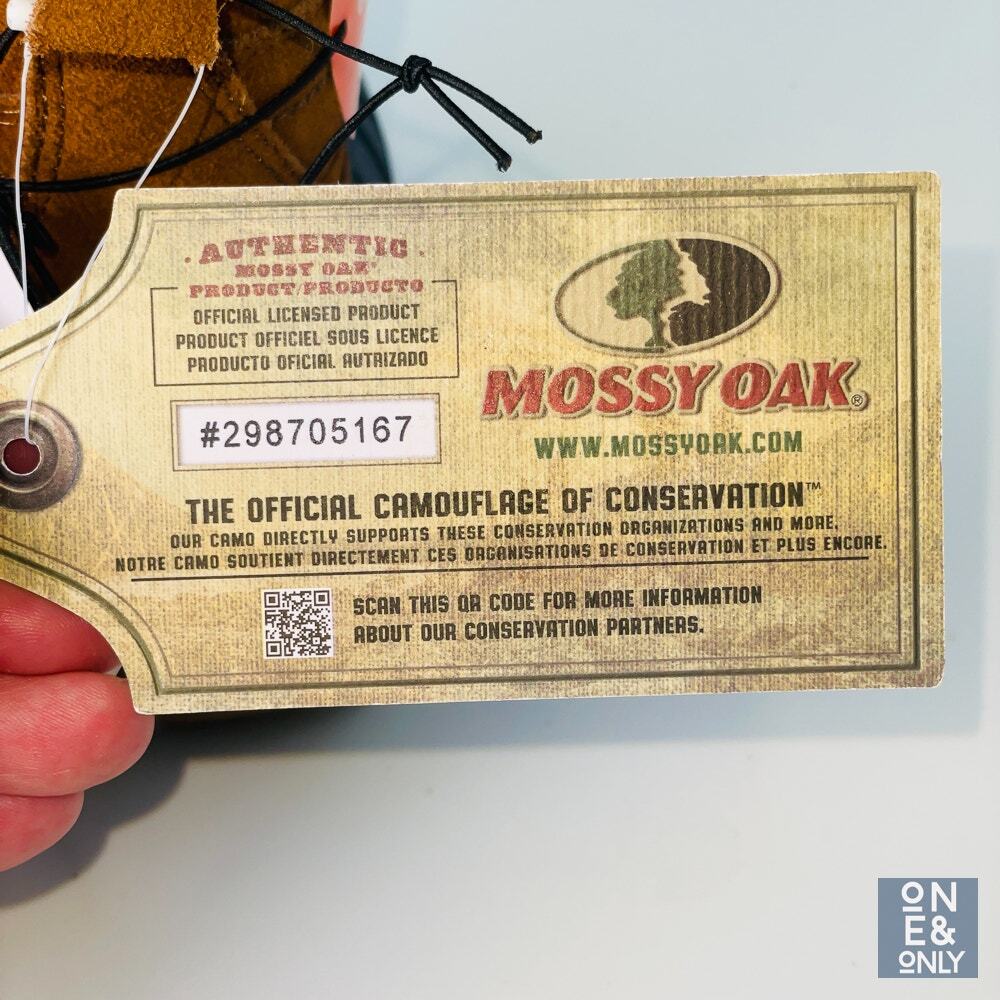 AUTHENTIC
MOSSY OAK®
PRODUCT/PRODUCTO
OFFICIAL LICENSED PRODUCT
PRODUCT OFFICIEL SOUS LICENCE
PRODUCTO OFICIAL AUTRIZADO
#298705167
MOSSY OAK®
WWW.MOSSYOAK.COM
THE OFFICIAL CAMOUFLAGE OF CONSERVATION™
OUR CAMO DIRECTLY SUPPORTS THESE CONSERVATION ORGANIZATIONS AND MORE.
NOTRE CAMO SOUTIENT DIRECTEMENT CES ORGANISATIONS DE CONSERVATION ET PLUS ENCORE.
SCAN THIS QR CODE FOR MORE INFORMATION
ABOUT OUR CONSERVATION PARTNERS.
ON
E&
ONLY